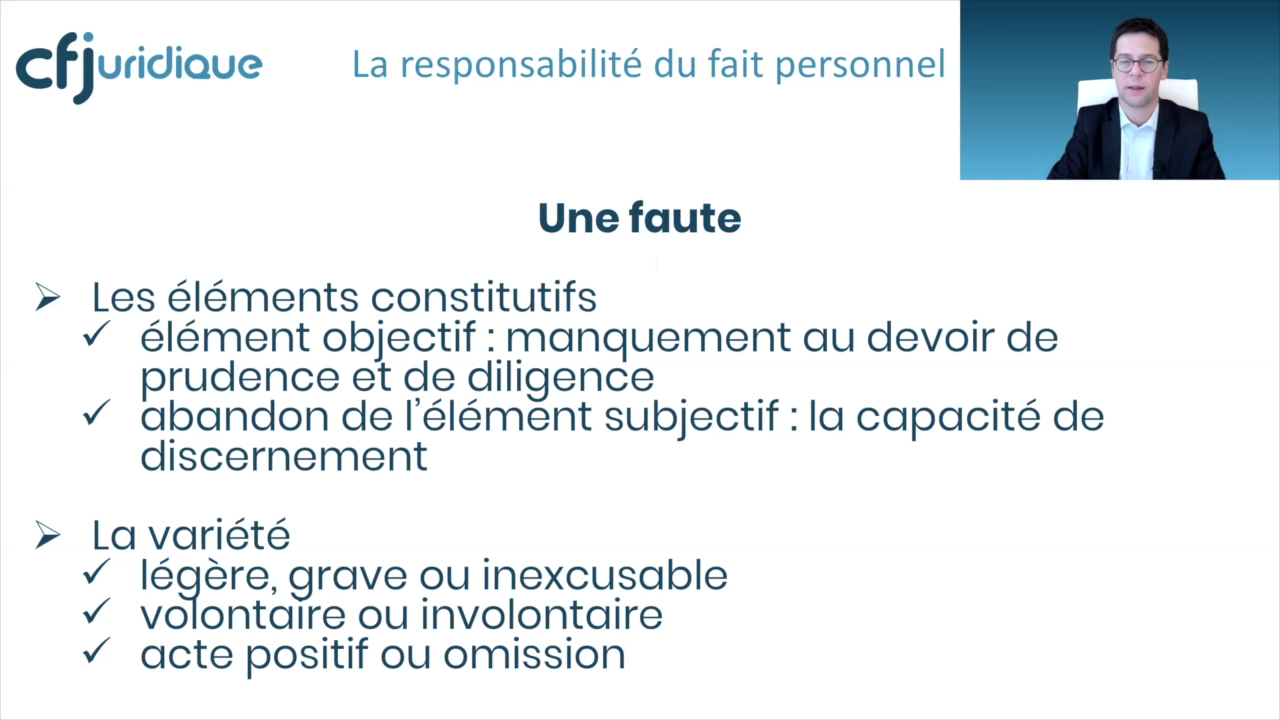 cfjuridique
La responsabilité du fait personnel
Une faute
Les éléments constitutifs
élément objectif : manquement au devoir de
prudence et de diligence
abandon de l’élément subjectif : la capacité de
discernement
La variété
légère, grave ou inexcusable
volontaire ou involontaire
acte positif ou omission